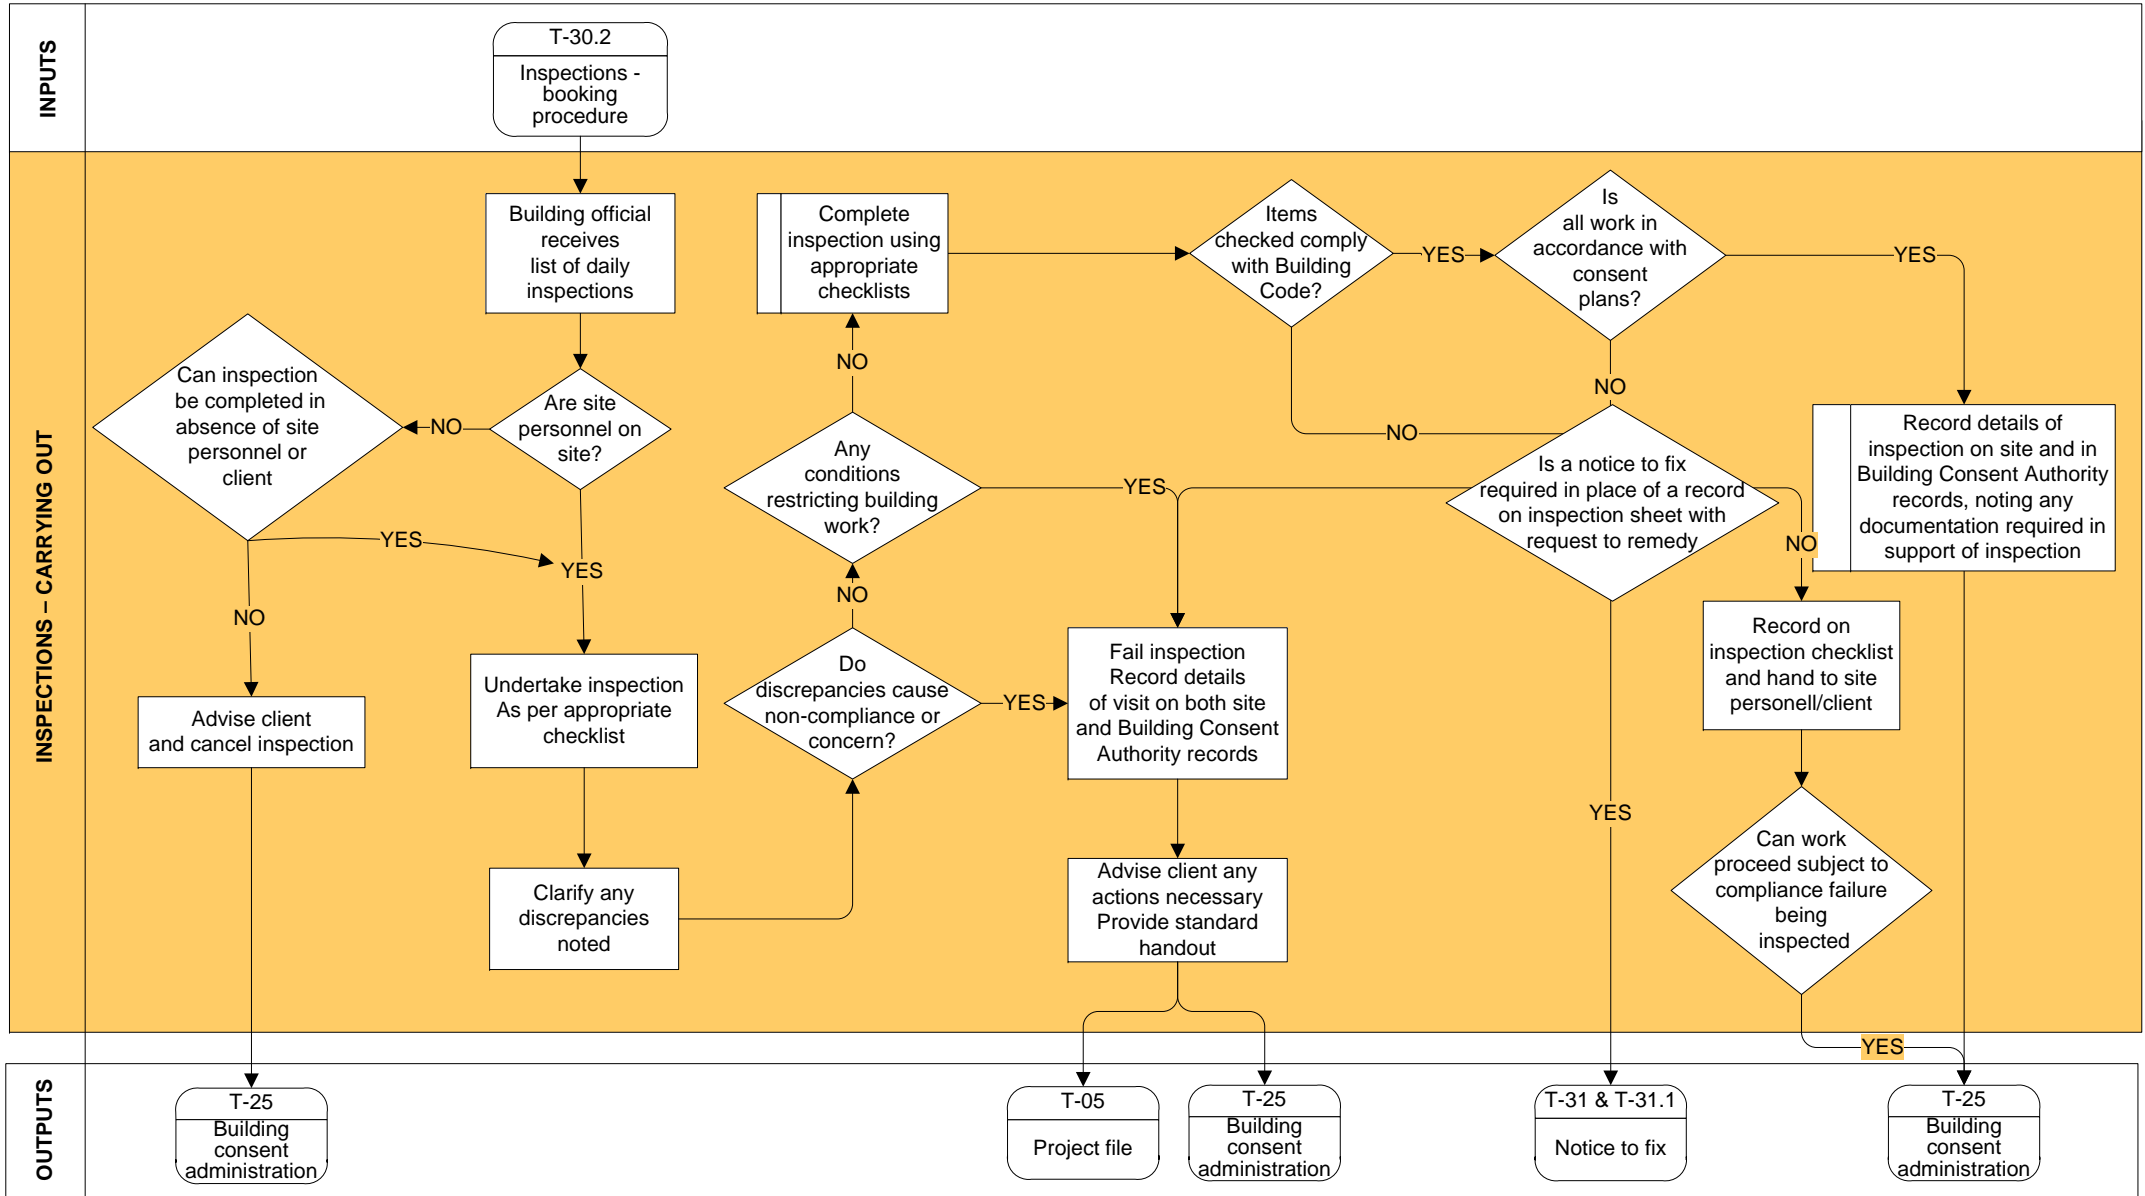 INPUTS
T-30.2
Inspections -
booking
procedure
INSPECTIONS – CARRYING OUT
Building official
receives
list of daily
inspections
Are site
personnel on
site?
NO
Can inspection
be completed in
absence of site
personnel or
client
YES
YES
NO
Advise client
and cancel inspection
Undertake inspection
As per appropriate
checklist
Clarify any
discrepancies
noted
Do
discrepancies cause
non-compliance or
concern?
YES
NO
Any
conditions
restricting building
work?
YES
NO
Complete
inspection using
appropriate
checklists
Items
checked comply
with Building
Code?
YES
NO
Is
all work in
accordance with
consent
plans?
YES
NO
Is a notice to fix
required in place of a record
on inspection sheet with
request to remedy
NO
YES
Fail inspection
Record details
of visit on both site
and Building Consent
Authority records
Advise client any
actions necessary
Provide standard
handout
Record details of
inspection on site and in
Building Consent Authority
records, noting any
documentation required in
support of inspection
Record on
inspection checklist
and hand to site
personell/client
Can work
proceed subject to
compliance failure
being
inspected
YES
OUTPUTS
T-25
Building
consent
administration
T-05
Project file
T-25
Building
consent
administration
T-31 & T-31.1
Notice to fix
T-25
Building
consent
administration